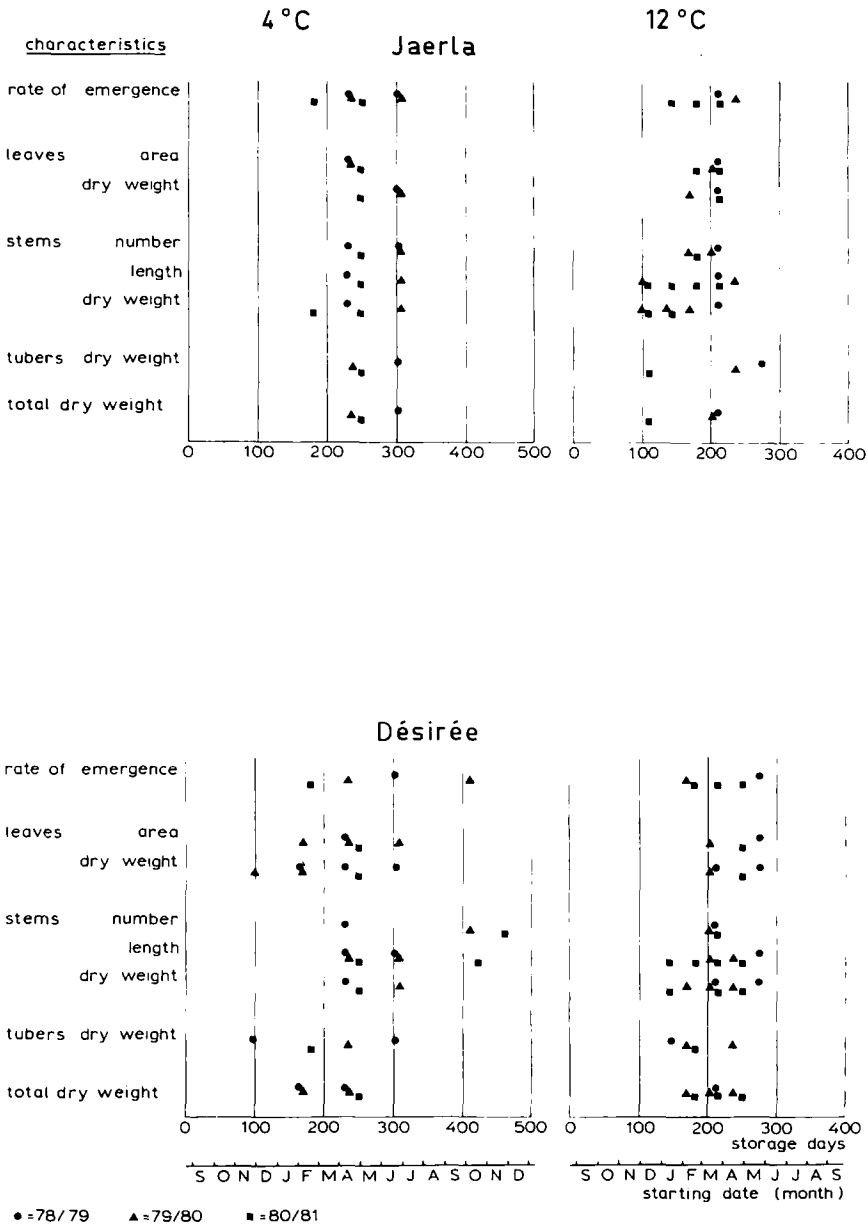 4 °C 12 °C
characteristics Jaerla
rate of emergence
leaves area
dry weight
stems number
length
dry weight
tubers dry weight
total dry weight
0 100 200 300 400 500 0 100 200 300 400
Désirée
rate of emergence
leaves area
dry weight
stems number
length
dry weight
tubers dry weight
total dry weight
0 100 200 300 400 500 0 100 200 300 400
storage days
S O N D J F M A M J J A S O N D S O N D J F M A M J J A S
starting date (month)
● =78/79 ▲ =79/80 ■ =80/81